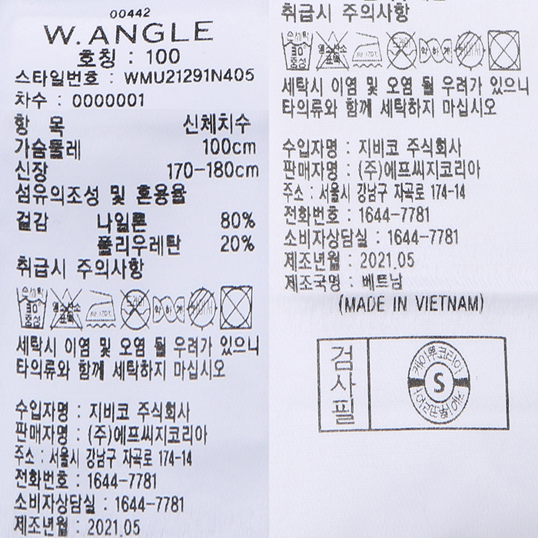 00442
W.ANGLE
호칭 : 100
스타일번호 : WMU21291N405
차수 : 0000001
항 목 신체치수
가슴둘레 100cm
신장 170-180cm
섬유의조성 및 혼용율
겉감 나일론 80%
폴리우레탄 20%
취급시 주의사항
세탁시 이염 및 오염 될 우려가 있으니
타의류와 함께 세탁하지 마십시오
수입자명 : 지비코 주식회사
판매자명 : (주)에프씨지코리아
주소 : 서울시 강남구 자곡로 174-14
전화번호 : 1644-7781
소비자상담실 : 1644-7781
제조년월 : 2021.05
취급시 주의사항
세탁시 이염 및 오염 될 우려가 있으니
타의류와 함께 세탁하지 마십시오
수입자명 : 지비코 주식회사
판매자명 : (주)에프씨지코리아
주소 : 서울시 강남구 자곡로 174-14
전화번호 : 1644-7781
소비자상담실 : 1644-7781
제조년월 : 2021.05
제조국명 : 베트남
(MADE IN VIETNAM)
검사필
S